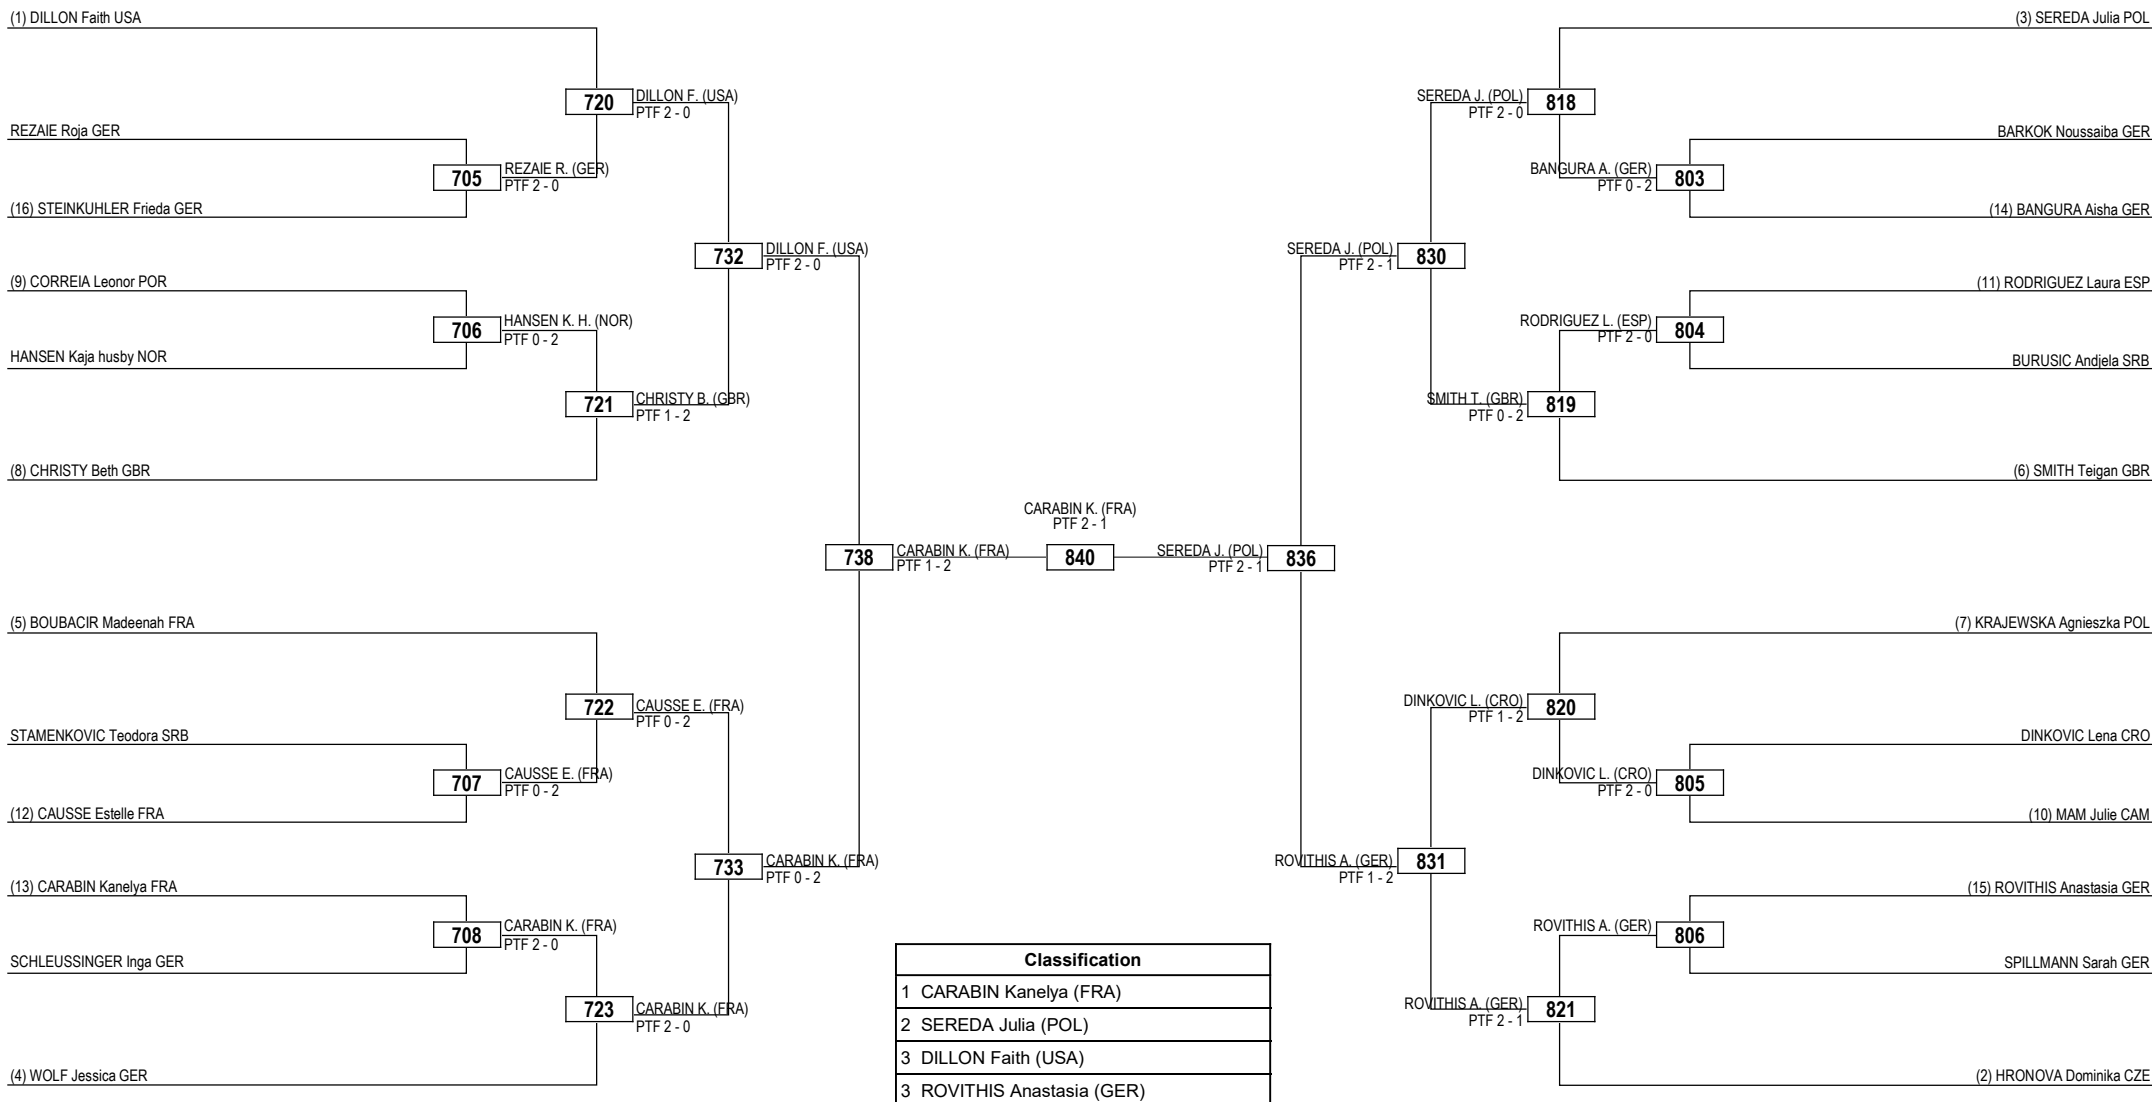 (1) DILLON Faith USA
(3) SEREDA Julia POL
720
DILLON F. (USA)
PTF 2 - 0
SEREDA J. (POL)
PTF 2 - 0
818
REZAIE Roja GER
BARKOK Noussaiba GER
705
REZAIE R. (GER)
PTF 2 - 0
BANGURA A. (GER)
PTF 0 - 2
803
(16) STEINKUHLER Frieda GER
(14) BANGURA Aisha GER
732
DILLON F. (USA)
PTF 2 - 0
SEREDA J. (POL)
PTF 2 - 1
830
(9) CORREIA Leonor POR
(11) RODRIGUEZ Laura ESP
706
HANSEN K. H. (NOR)
PTF 0 - 2
RODRIGUEZ L. (ESP)
PTF 2 - 0
804
HANSEN Kaja husby NOR
BURUSIC Andjela SRB
721
CHRISTY B. (GBR)
PTF 1 - 2
SMITH T. (GBR)
PTF 0 - 2
819
(8) CHRISTY Beth GBR
(6) SMITH Teigan GBR
CARABIN K. (FRA)
PTF 2 - 1
738
CARABIN K. (FRA)
PTF 1 - 2
840
SEREDA J. (POL)
PTF 2 - 1
836
(5) BOUBACIR Madeenah FRA
(7) KRAJEWSKA Agnieszka POL
722
CAUSSE E. (FRA)
PTF 0 - 2
DINKOVIC L. (CRO)
PTF 1 - 2
820
STAMENKOVIC Teodora SRB
DINKOVIC Lena CRO
707
CAUSSE E. (FRA)
PTF 0 - 2
DINKOVIC L. (CRO)
PTF 2 - 0
805
(12) CAUSSE Estelle FRA
(10) MAM Julie CAM
733
CARABIN K. (FRA)
PTF 0 - 2
ROVITHIS A. (GER)
PTF 1 - 2
831
(13) CARABIN Kanelya FRA
(15) ROVITHIS Anastasia GER
708
CARABIN K. (FRA)
PTF 2 - 0
ROVITHIS A. (GER)
806
SCHLEUSSINGER Inga GER
SPILLMANN Sarah GER
723
CARABIN K. (FRA)
PTF 2 - 0
ROVITHIS A. (GER)
PTF 2 - 1
821
(4) WOLF Jessica GER
(2) HRONOVA Dominika CZE
Classification
1 CARABIN Kanelya (FRA)
2 SEREDA Julia (POL)
3 DILLON Faith (USA)
3 ROVITHIS Anastasia (GER)